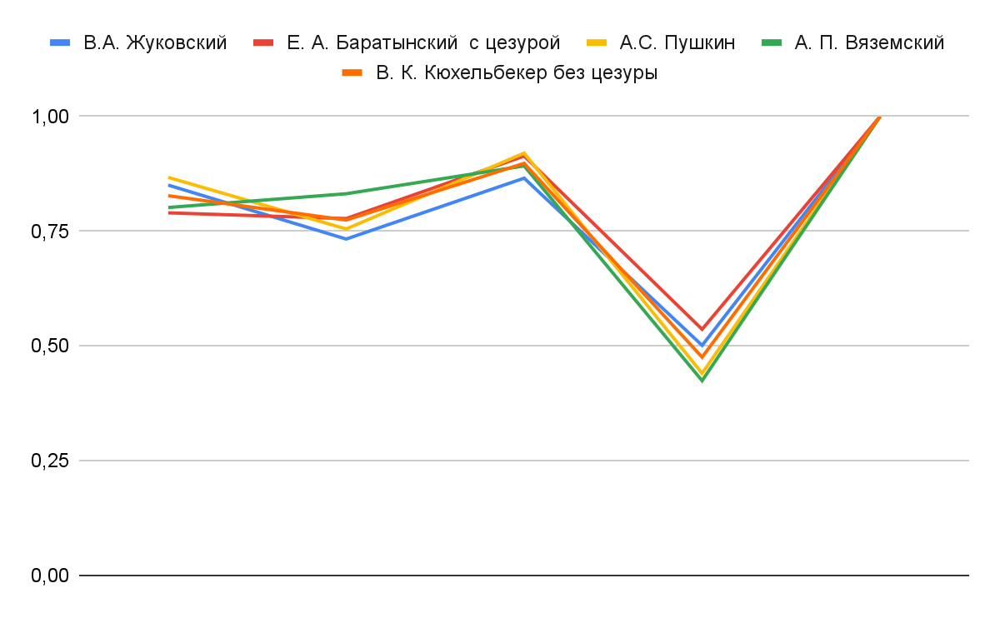 В.А. Жуковский Е. А. Баратынский с цезурой А.С. Пушкин А. П. Вяземский
В. К. Кюхельбекер без цезуры
1,00
0,75
0,50
0,25
0,00